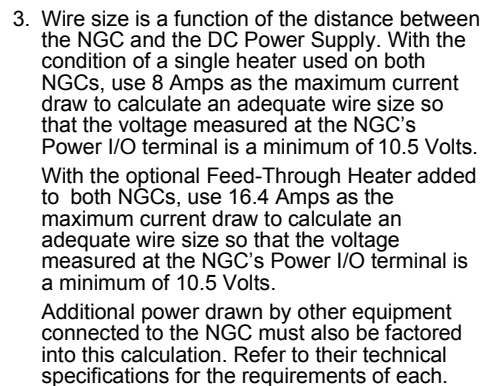 3. Wire size is a function of the distance between
the NGC and the DC Power Supply. With the
condition of a single heater used on both
NGCs, use 8 Amps as the maximum current
draw to calculate an adequate wire size so
that the voltage measured at the NGC's
Power I/O terminal is a minimum of 10.5 Volts.
With the optional Feed-Through Heater added
to both NGCs, use 16.4 Amps as the
maximum current draw to calculate an
adequate wire size so that the voltage
measured at the NGC's Power I/O terminal is
a minimum of 10.5 Volts.
Additional power drawn by other equipment
connected to the NGC must also be factored
into this calculation. Refer to their technical
specifications for the requirements of each.